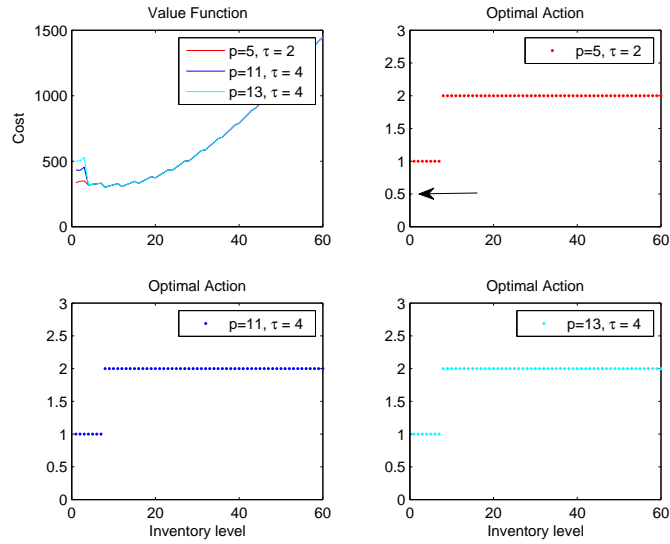 Value Function
1500
1000
500
0
Cost
p=5, τ = 2
p=11, τ = 4
p=13, τ = 4
0 20 40 60
Optimal Action
3
2.5
2
1.5
1
0.5
0
p=5, τ = 2
0 20 40 60
Optimal Action
3
2.5
2
1.5
1
0.5
0
p=11, τ = 4
0 20 40 60
Inventory level
Optimal Action
3
2.5
2
1.5
1
0.5
0
p=13, τ = 4
0 20 40 60
Inventory level